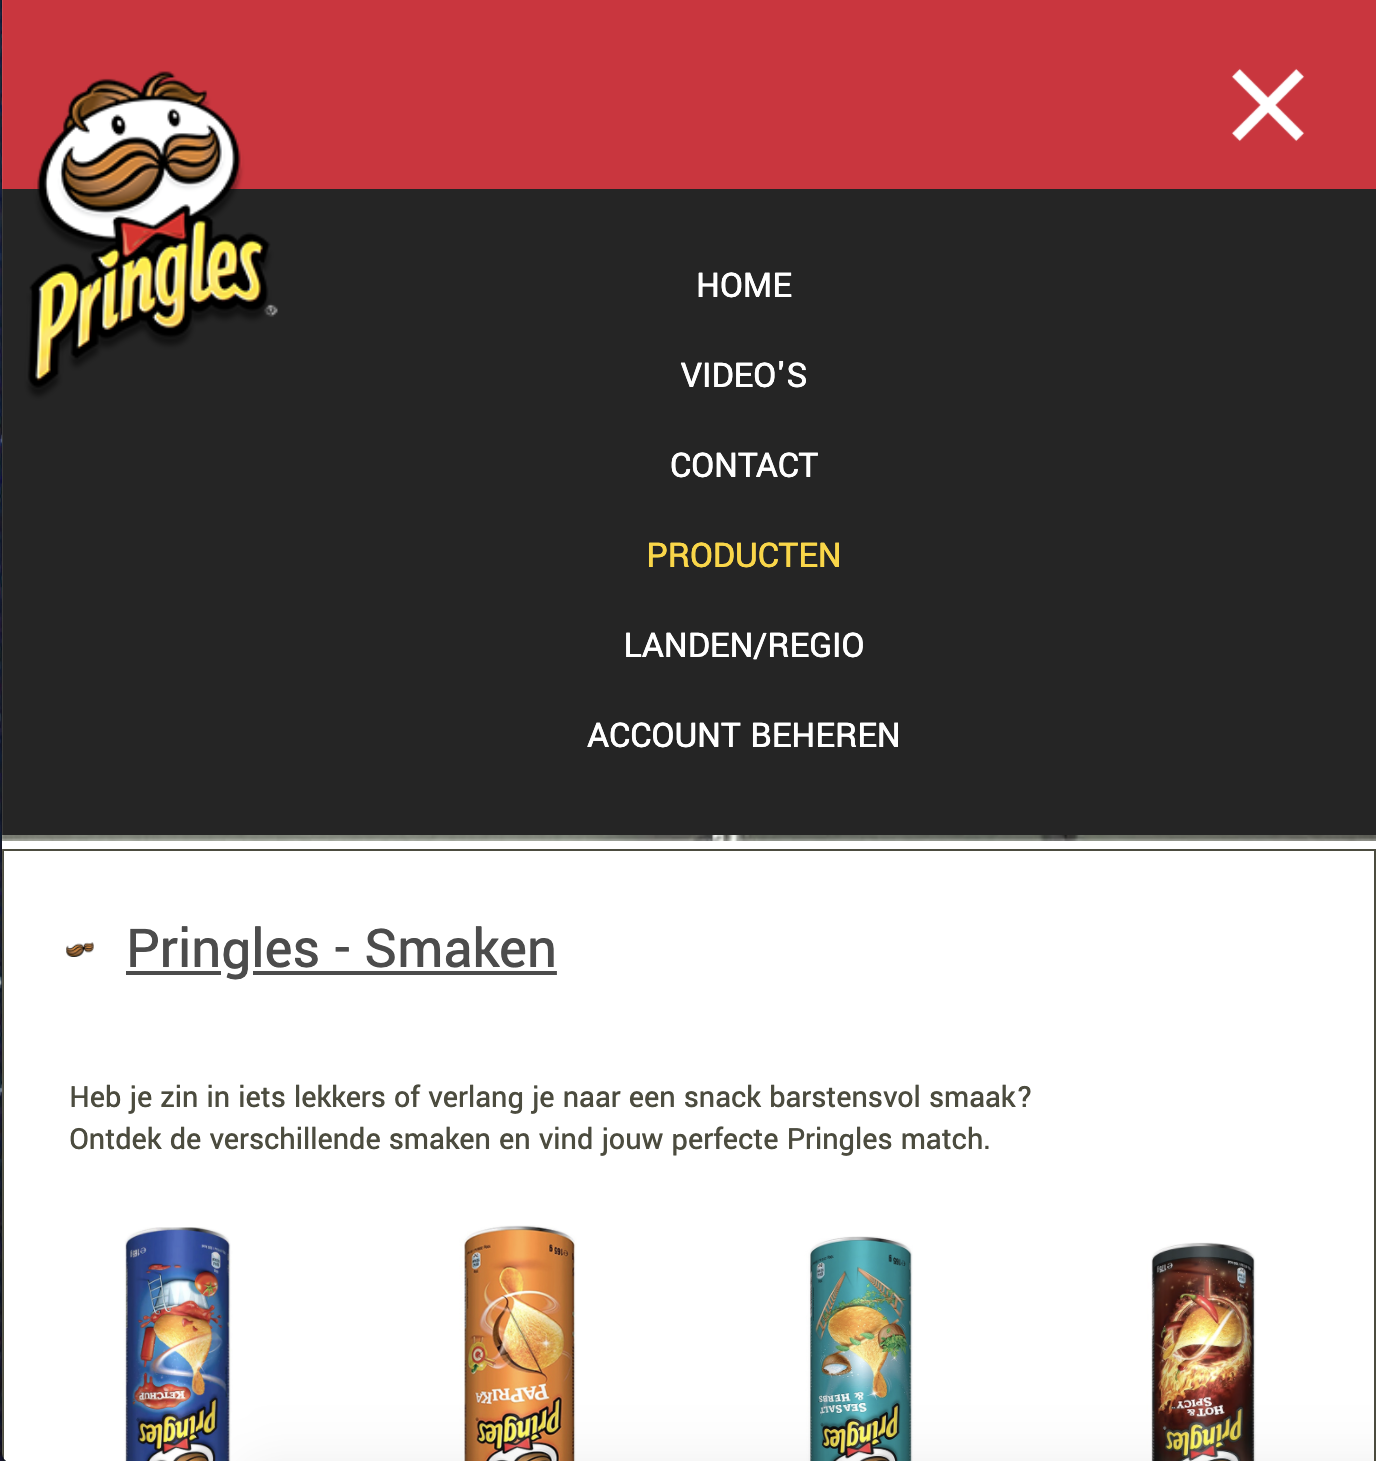 Pringles
HOME
VIDEO'S
CONTACT
PRODUCTEN
LANDEN/REGIO
ACCOUNT BEHEREN
Pringles - Smaken
Heb je zin in iets lekkers of verlang je naar een snack barstensvol smaak?
Ontdek de verschillende smaken en vind jouw perfecte Pringles match.
KETCHUP
Pringles
PAPRIKA
Pringles
SEA SALT
& HERBS
Pringles
HOT &
SPICY
Pringles